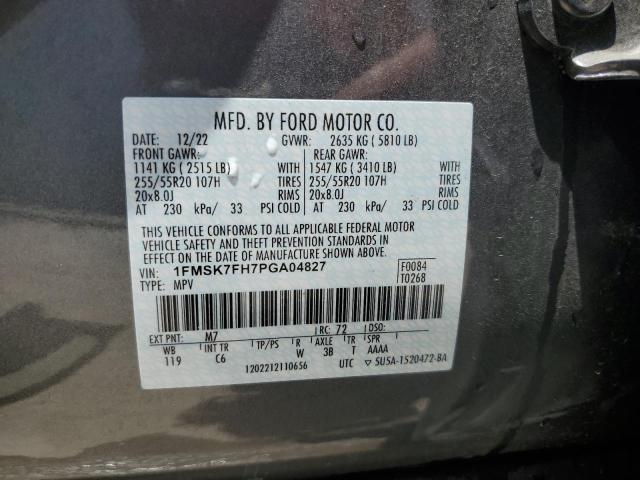 MFD. BY FORD MOTOR CO.
DATE: 12/22 GVWR: 2635 KG ( 5810 LB)
FRONT GAWR: REAR GAWR:
1141 KG ( 2515 LB) WITH 1547 KG ( 3410 LB) WITH
255/55R20 107H TIRES 255/55R20 107H TIRES
20x8.0J RIMS 20x8.0J RIMS
AT 230 kPa/ 33 PSI COLD AT 230 kPa/ 33 PSI COLD
THIS VEHICLE CONFORMS TO ALL APPLICABLE FEDERAL MOTOR
VEHICLE SAFETY AND THEFT PREVENTION STANDARDS IN
EFFECT ON THE DATE OF MANUFACTURE SHOWN ABOVE.
VIN: 1FMSK7FH7PGA04827 F0084
TYPE: MPV T0268
EXT PNT: M7 RC: 72 DSO:
WB INT TR TP/PS R AXLE TR SPR
119 C6 W 3B T AAAA
1202212110656 UTC 5U5A-1520472-BA